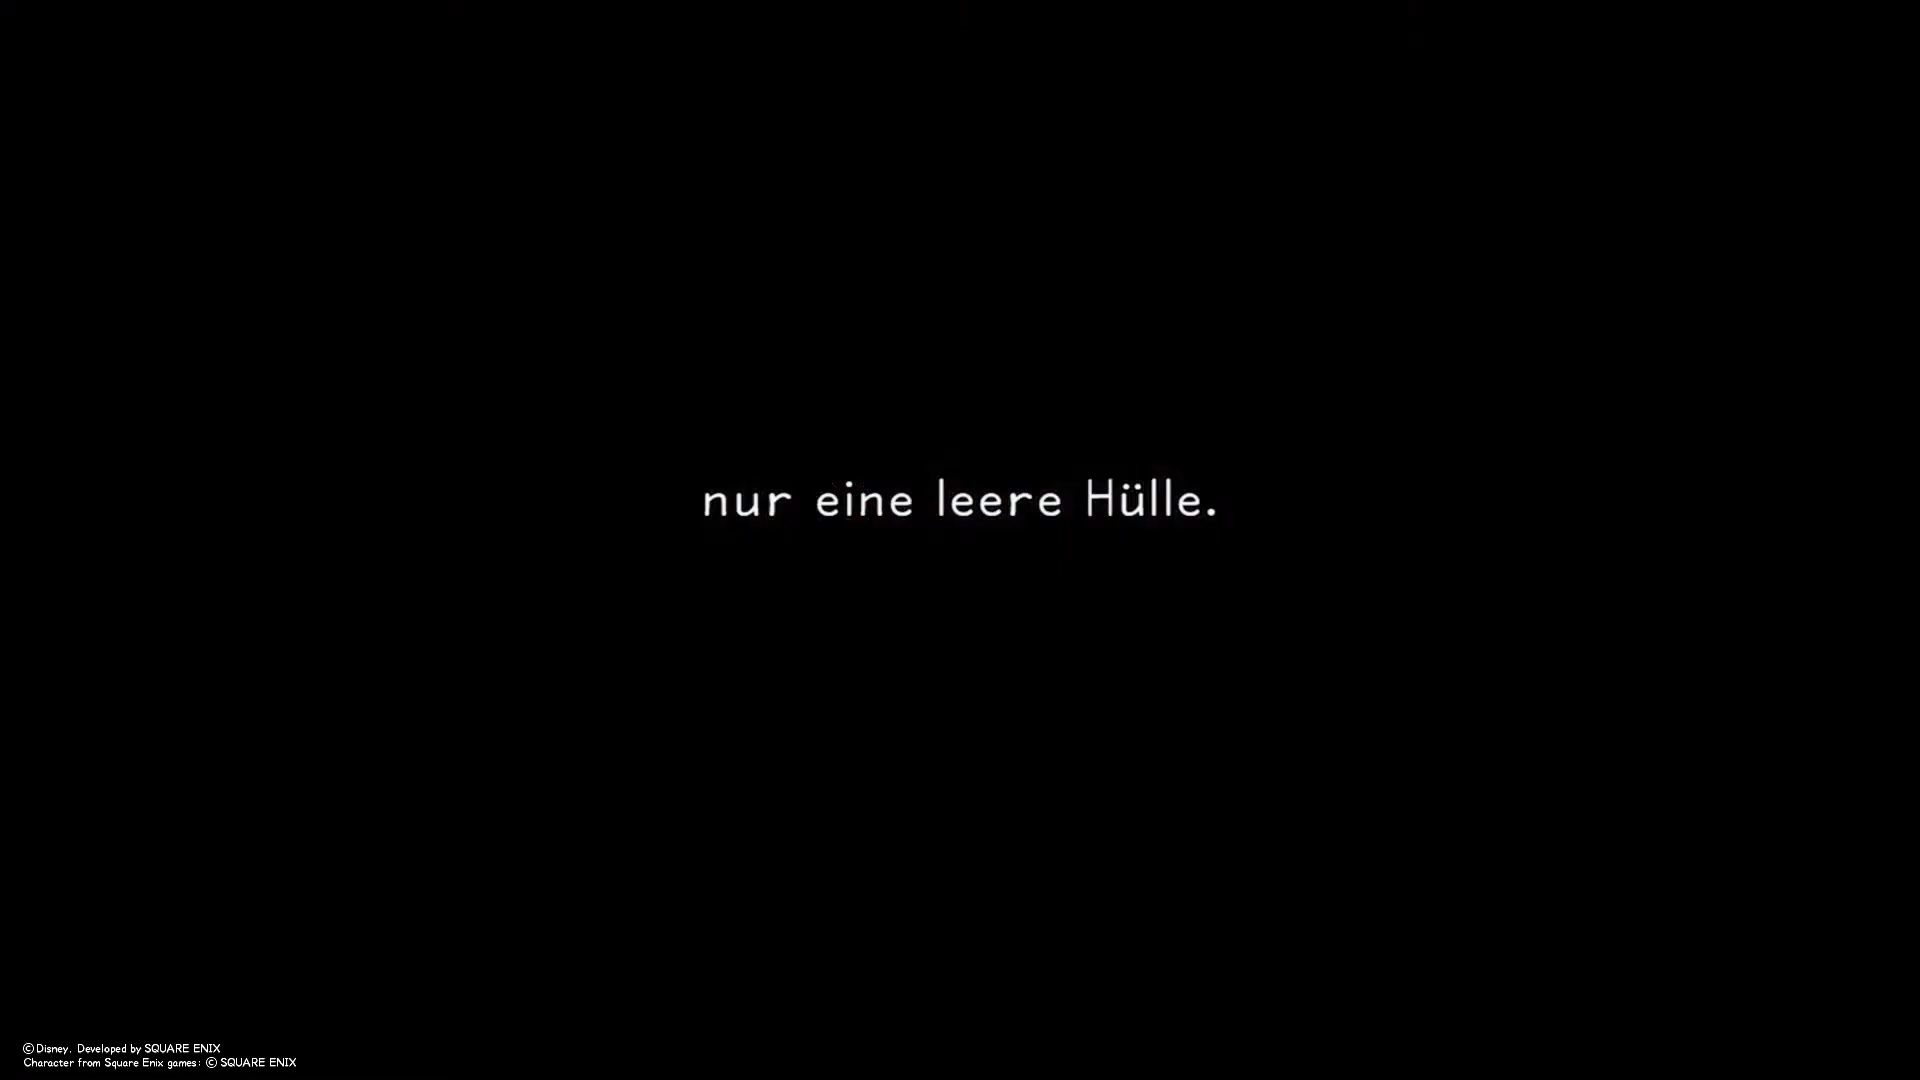 nur eine leere Hülle.
©Disney. Developed by SQUARE ENIX
Character from Square Enix games: © SQUARE ENIX